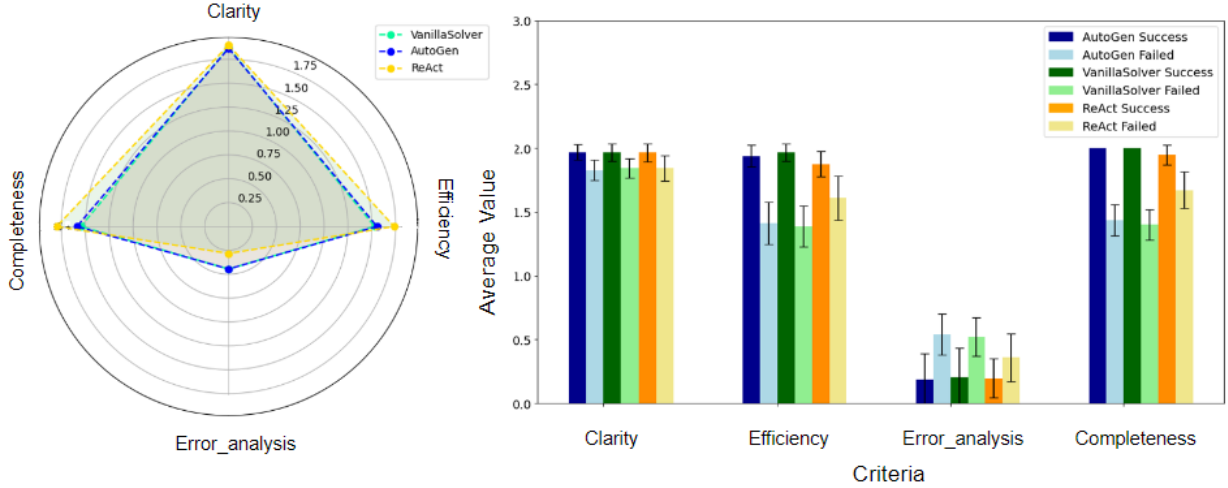 Clarity
VanillaSolver
AutoGen
ReAct
1.75
1.50
1.25
1.00
0.75
0.50
0.25
Completeness
Efficiency
Error_analysis
3.0
2.5
2.0
1.5
1.0
0.5
0.0
Average Value
AutoGen Success
AutoGen Failed
VanillaSolver Success
VanillaSolver Failed
ReAct Success
ReAct Failed
Clarity Efficiency Error_analysis Completeness
Criteria